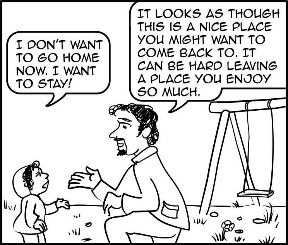 I DON'T WANT
TO GO HOME
NOW. I WANT
TO STAY!
IT LOOKS AS THOUGH
THIS IS A NICE PLACE
YOU MIGHT WANT TO
COME BACK TO. IT
CAN BE HARD LEAVING
A PLACE YOU ENJOY
SO MUCH.